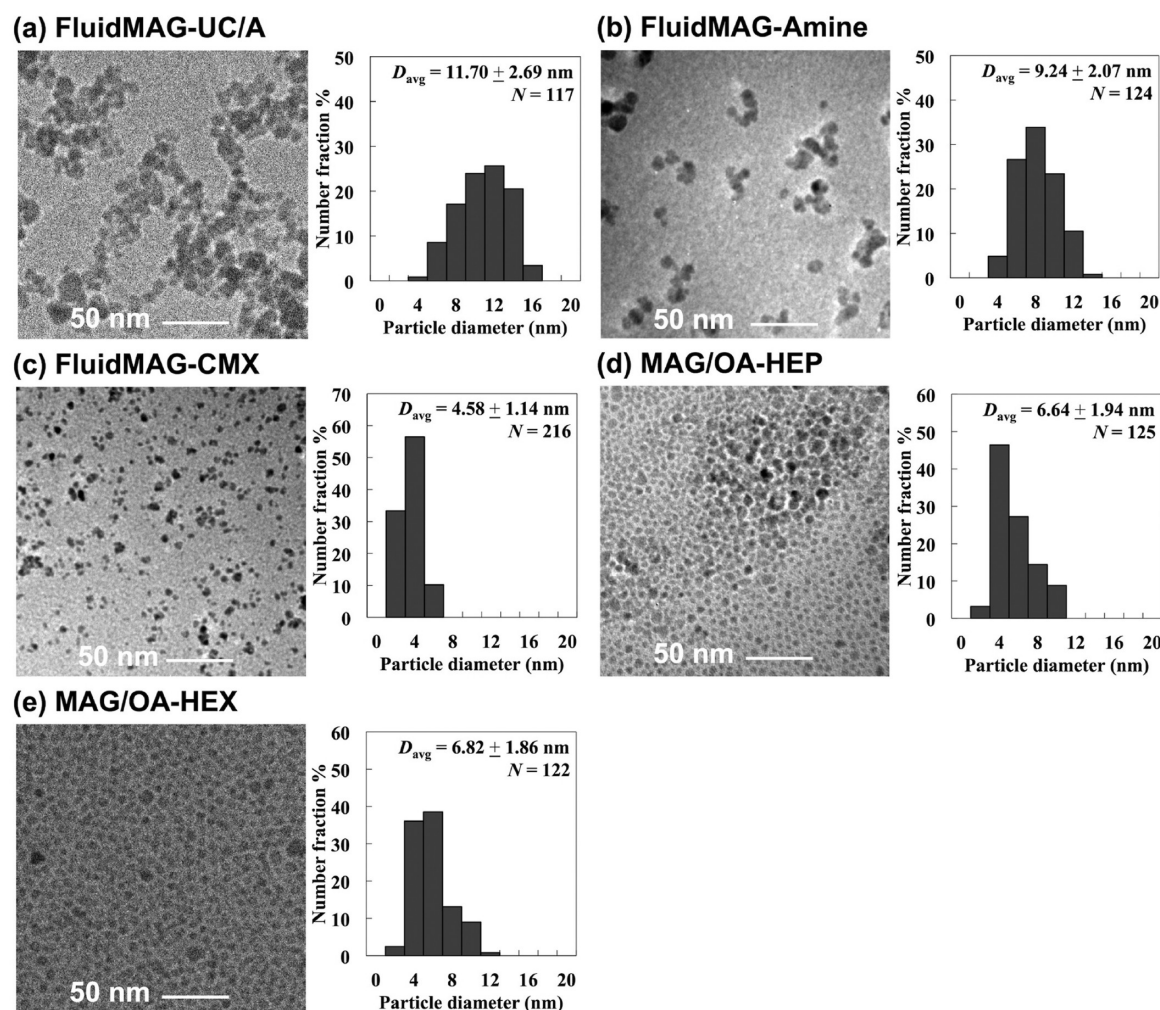 (a) FluidMAG-UC/A
50 nm
Number fraction %
50
40
30
20
10
0
D_avg = 11.70 ± 2.69 nm
N = 117
0 4 8 12 16 20
Particle diameter (nm)
(b) FluidMAG-Amine
50 nm
Number fraction %
50
40
30
20
10
0
D_avg = 9.24 ± 2.07 nm
N = 124
0 4 8 12 16 20
Particle diameter (nm)
(c) FluidMAG-CMX
50 nm
Number fraction %
70
60
50
40
30
20
10
0
D_avg = 4.58 ± 1.14 nm
N = 216
0 4 8 12 16 20
Particle diameter (nm)
(d) MAG/OA-HEP
50 nm
Number fraction %
60
50
40
30
20
10
0
D_avg = 6.64 ± 1.94 nm
N = 125
0 4 8 12 16 20
Particle diameter (nm)
(e) MAG/OA-HEX
50 nm
Number fraction %
60
50
40
30
20
10
0
D_avg = 6.82 ± 1.86 nm
N = 122
0 4 8 12 16 20
Particle diameter (nm)